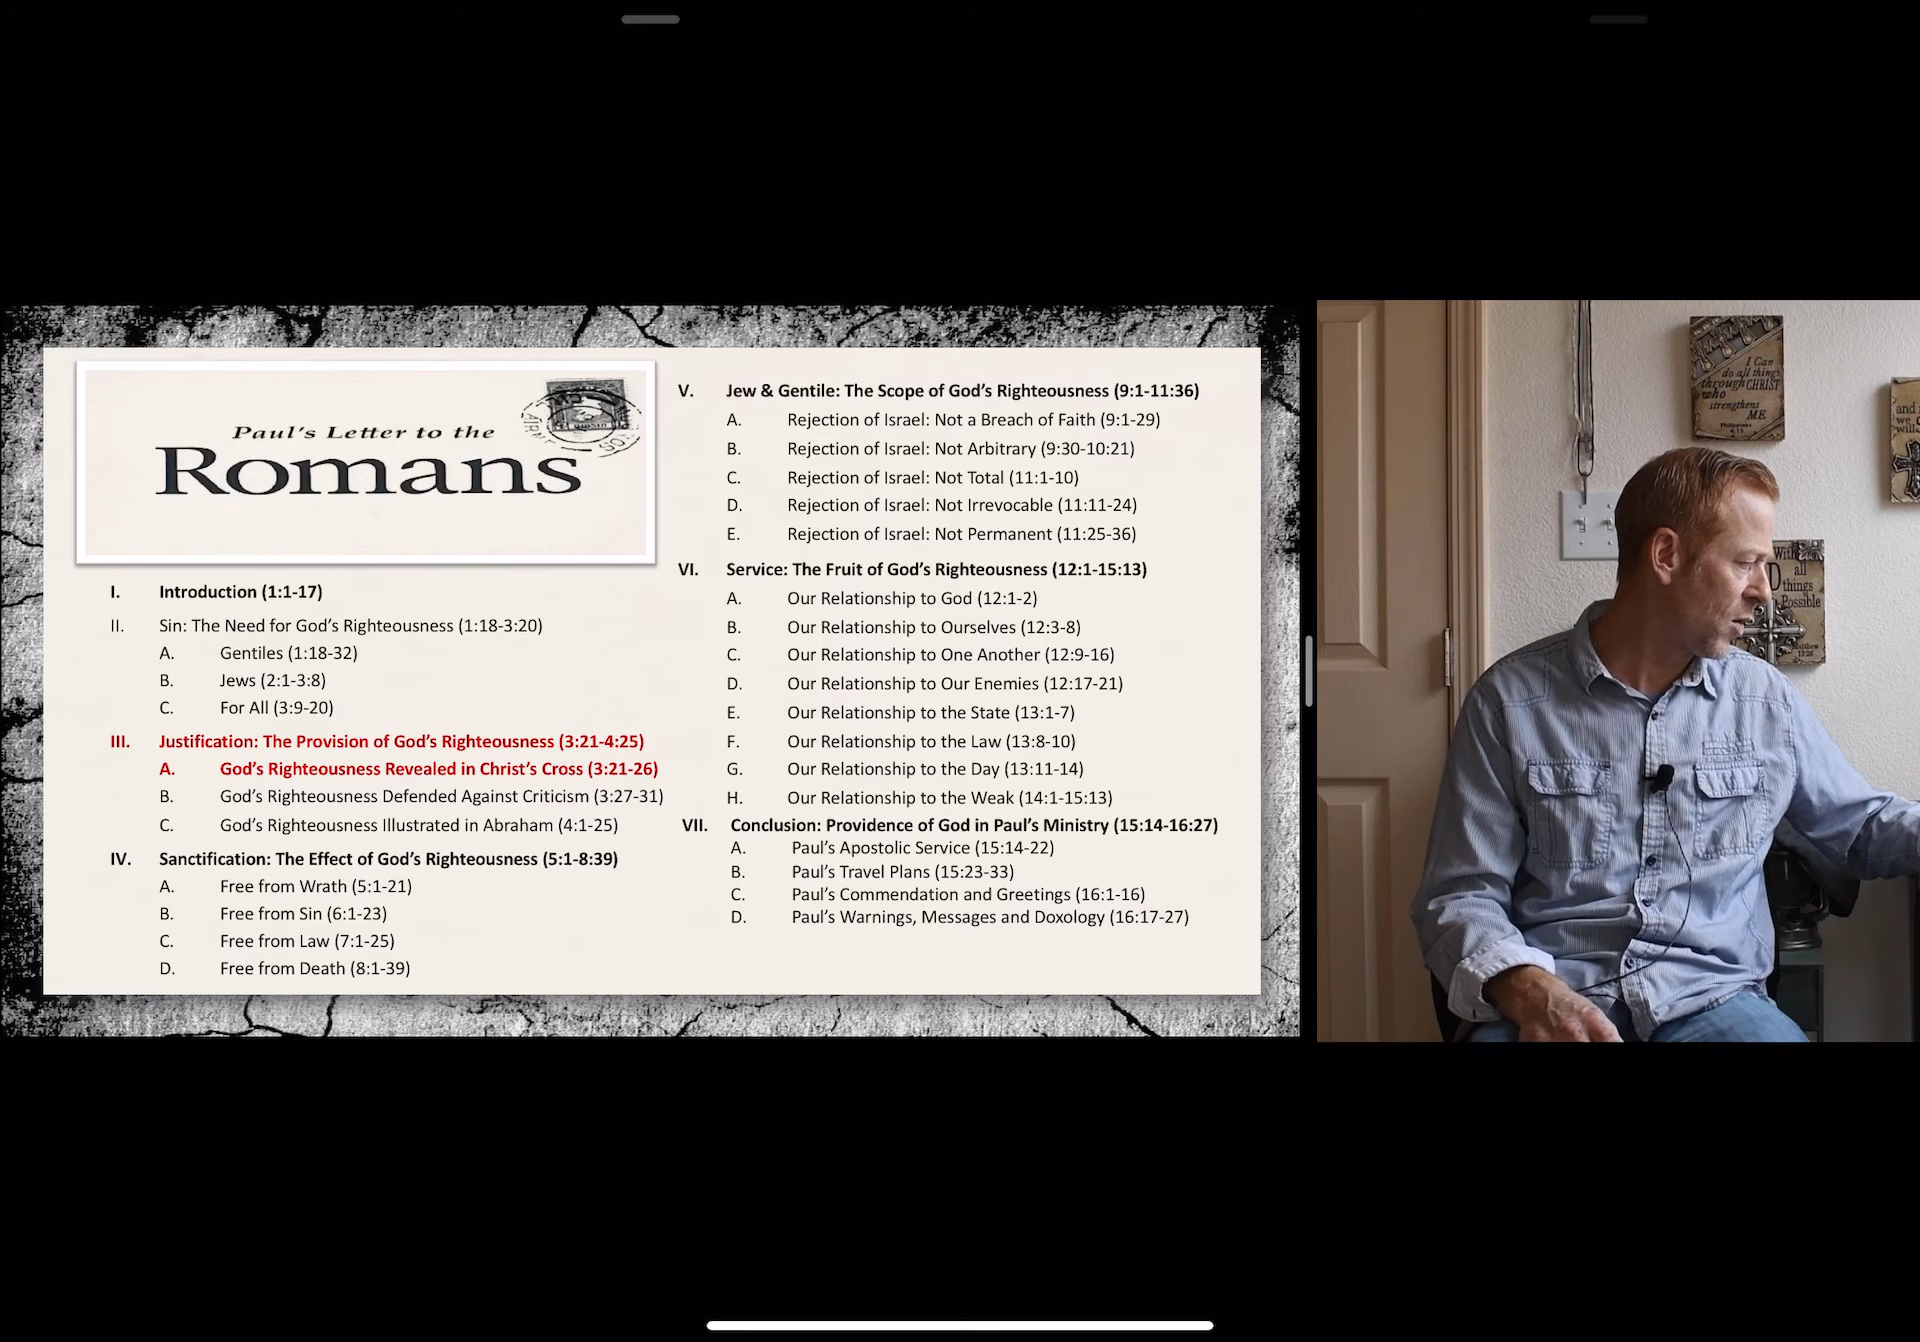 Paul's Letter to the
Romans
I. Introduction (1:1-17)
II. Sin: The Need for God's Righteousness (1:18-3:20)
A. Gentiles (1:18-32)
B. Jews (2:1-3:8)
C. For All (3:9-20)
III. Justification: The Provision of God's Righteousness (3:21-4:25)
A. God's Righteousness Revealed in Christ's Cross (3:21-26)
B. God's Righteousness Defended Against Criticism (3:27-31)
C. God's Righteousness Illustrated in Abraham (4:1-25)
IV. Sanctification: The Effect of God's Righteousness (5:1-8:39)
A. Free from Wrath (5:1-21)
B. Free from Sin (6:1-23)
C. Free from Law (7:1-25)
D. Free from Death (8:1-39)
V. Jew & Gentile: The Scope of God's Righteousness (9:1-11:36)
A. Rejection of Israel: Not a Breach of Faith (9:1-29)
B. Rejection of Israel: Not Arbitrary (9:30-10:21)
C. Rejection of Israel: Not Total (11:1-10)
D. Rejection of Israel: Not Irrevocable (11:11-24)
E. Rejection of Israel: Not Permanent (11:25-36)
VI. Service: The Fruit of God's Righteousness (12:1-15:13)
A. Our Relationship to God (12:1-2)
B. Our Relationship to Ourselves (12:3-8)
C. Our Relationship to One Another (12:9-16)
D. Our Relationship to Our Enemies (12:17-21)
E. Our Relationship to the State (13:1-7)
F. Our Relationship to the Law (13:8-10)
G. Our Relationship to the Day (13:11-14)
H. Our Relationship to the Weak (14:1-15:13)
VII. Conclusion: Providence of God in Paul's Ministry (15:14-16:27)
A. Paul's Apostolic Service (15:14-22)
B. Paul's Travel Plans (15:23-33)
C. Paul's Commendation and Greetings (16:1-16)
D. Paul's Warnings, Messages and Doxology (16:17-27)
I Can
do all things
through CHRIST
who
strengthens
ME
and
we
will
With
all
things
Possible